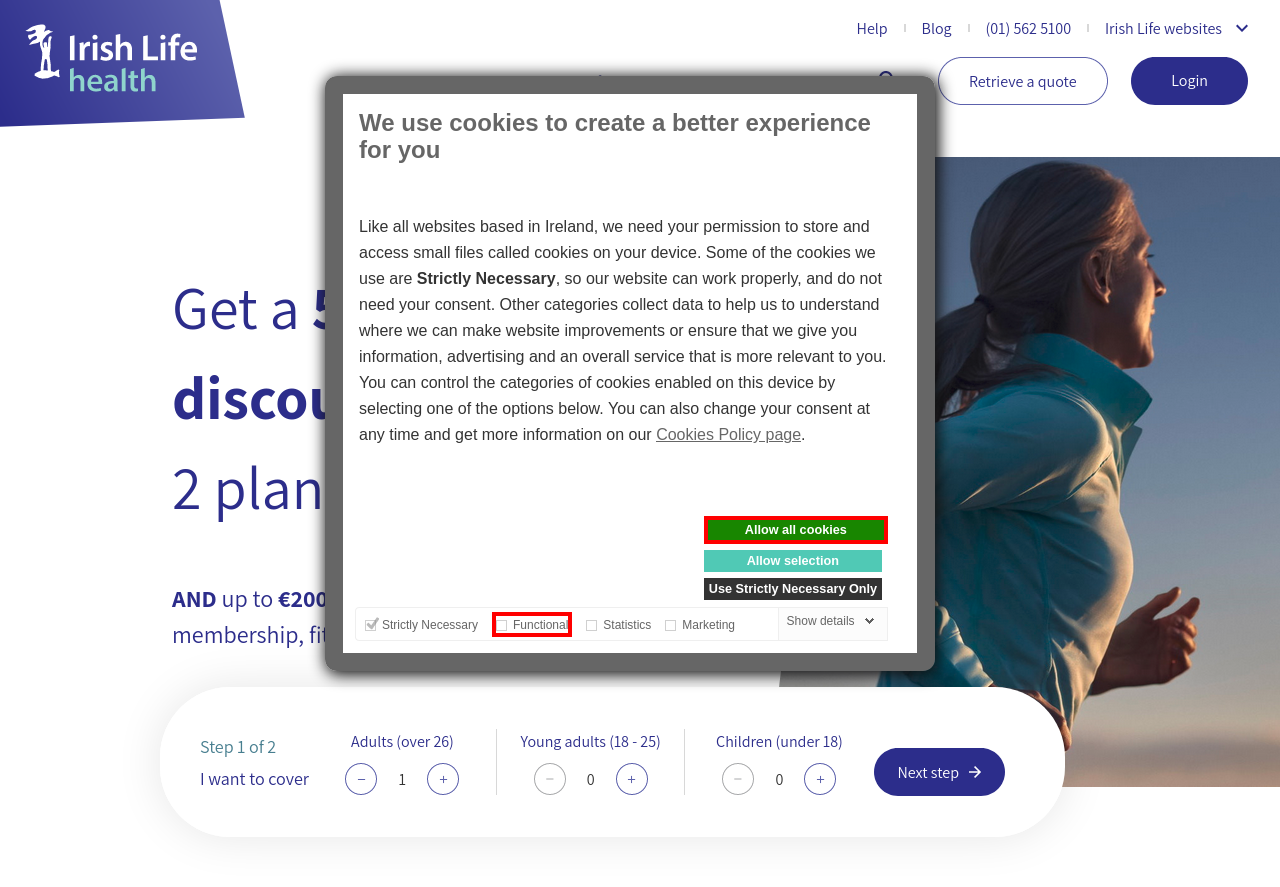 Irish Life
health
Help
Blog
(01) 562 5100
Irish Life websites
Retrieve a quote
Login
We use cookies to create a better experience
for you
Like all websites based in Ireland, we need your permission to store and
access small files called cookies on your device. Some of the cookies we
use are Strictly Necessary, so our website can work properly, and do not
need your consent. Other categories collect data to help us to understand
where we can make website improvements or ensure that we give you
information, advertising and an overall service that is more relevant to you.
You can control the categories of cookies enabled on this device by
selecting one of the options below. You can also change your consent at
any time and get more information on our Cookies Policy page.
Allow all cookies
Allow selection
Use Strictly Necessary Only
Strictly Necessary
Functional
Statistics
Marketing
Show details
Get a
discou
2 plan
AND up to €200
membership, fit
Step 1 of 2
I want to cover
Adults (over 26)
1
Young adults (18 - 25)
0
Children (under 18)
0
Next step